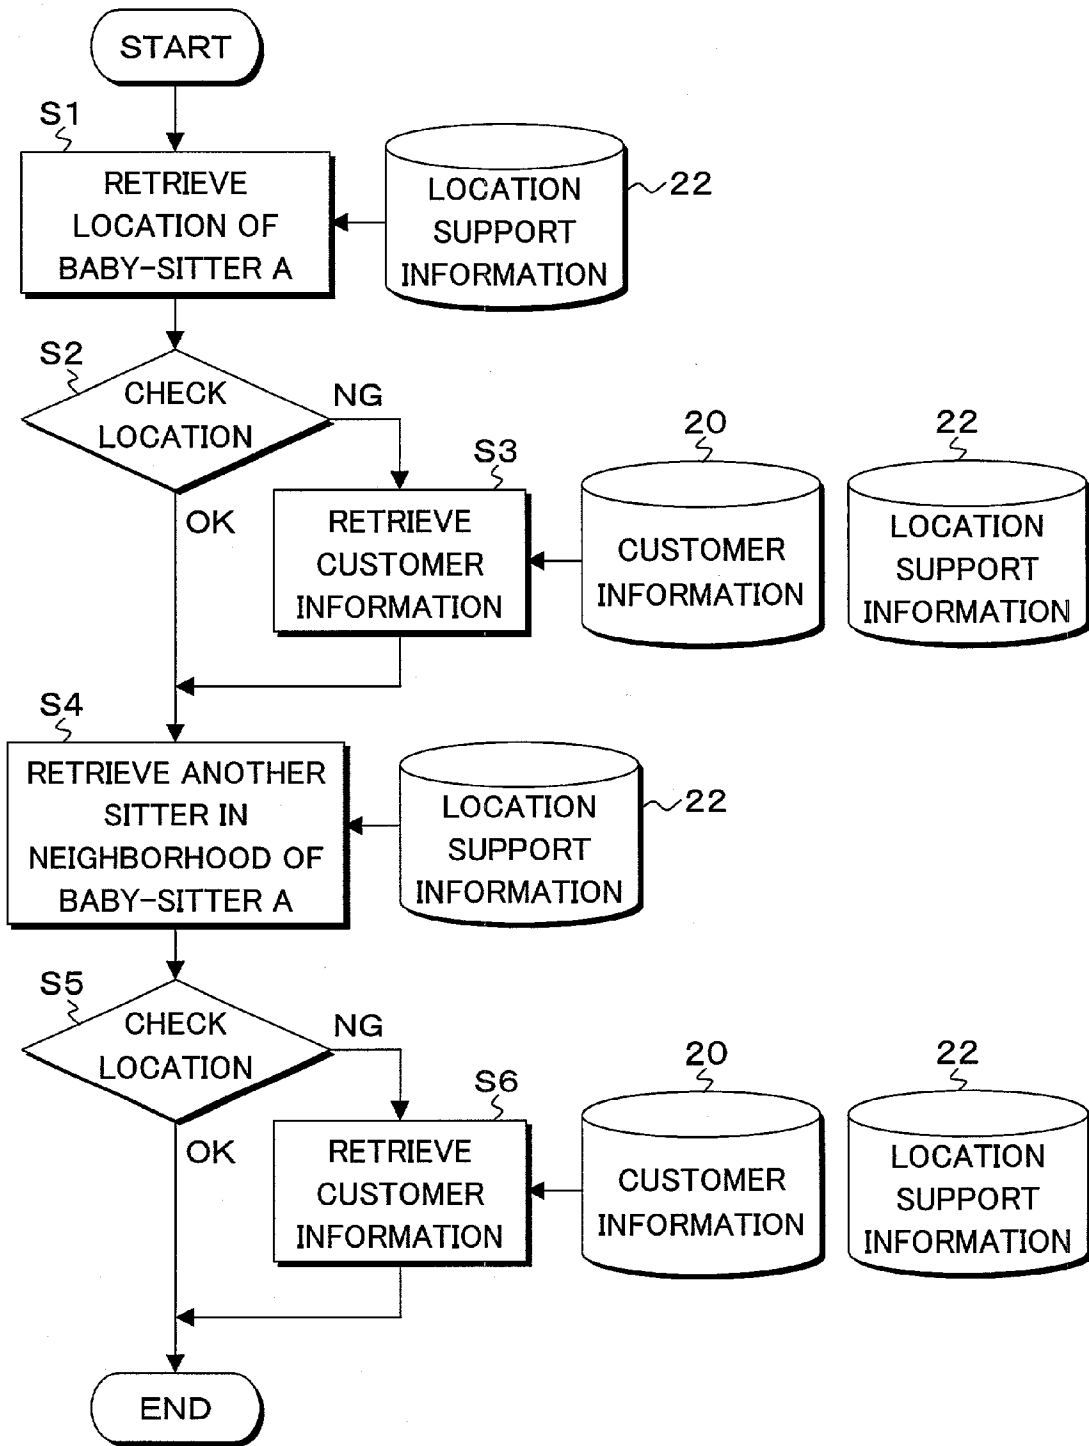 START
S1
RETRIEVE
LOCATION OF
BABY-SITTER A
LOCATION
SUPPORT
INFORMATION
22
S2
CHECK
LOCATION
NG
OK
S3
RETRIEVE
CUSTOMER
INFORMATION
20
CUSTOMER
INFORMATION
22
LOCATION
SUPPORT
INFORMATION
S4
RETRIEVE ANOTHER
SITTER IN
NEIGHBORHOOD OF
BABY-SITTER A
LOCATION
SUPPORT
INFORMATION
22
S5
CHECK
LOCATION
NG
OK
S6
RETRIEVE
CUSTOMER
INFORMATION
20
CUSTOMER
INFORMATION
22
LOCATION
SUPPORT
INFORMATION
END